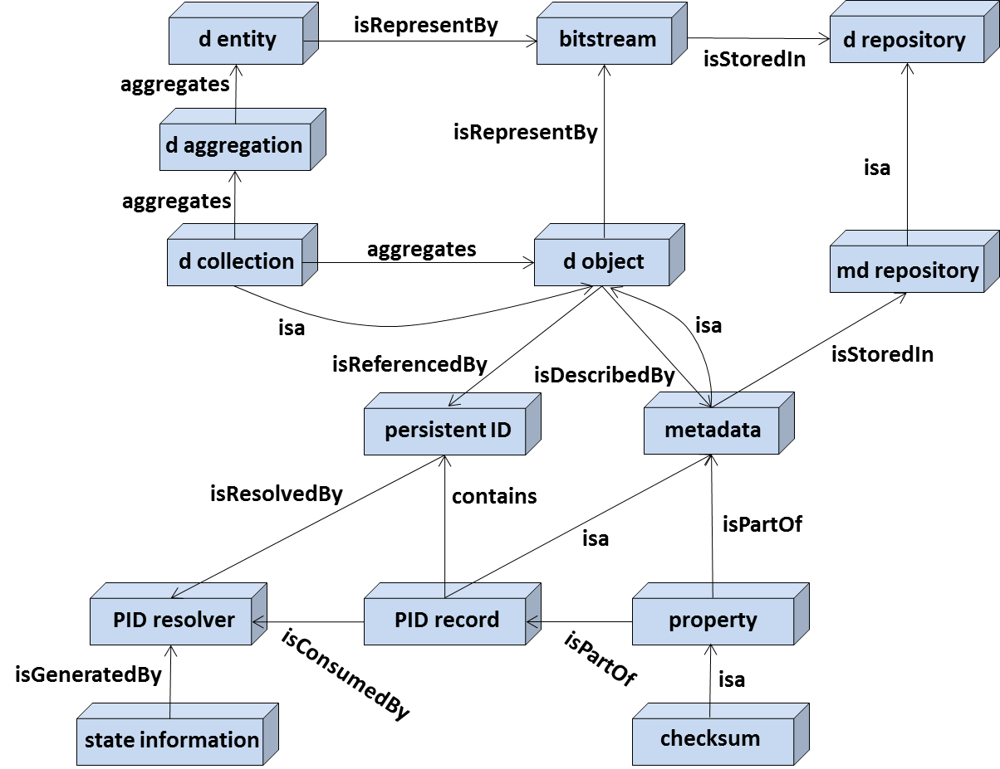 d entity
isRepresentBy
bitstream
isStoredIn
d repository
aggregates
d aggregation
isRepresentBy
isa
aggregates
d collection
aggregates
d object
md repository
isa
isa
isReferencedBy
isDescribedBy
isStoredIn
persistent ID
metadata
isResolvedBy
contains
isa
isPartOf
PID resolver
PID record
property
isConsumedBy
isPartOf
isGeneratedBy
isa
state information
checksum